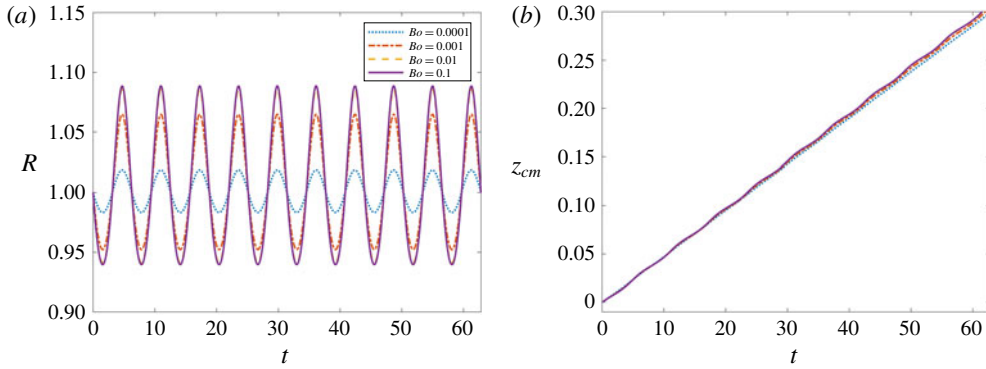 (a)
1.15
1.10
1.05
R
1.00
0.95
0.90
0 10 20 30 40 50 60
t
Bo = 0.0001
Bo = 0.001
Bo = 0.01
Bo = 0.1
(b)
0.30
0.25
0.20
z_cm
0.15
0.10
0.05
0
0 10 20 30 40 50 60
t